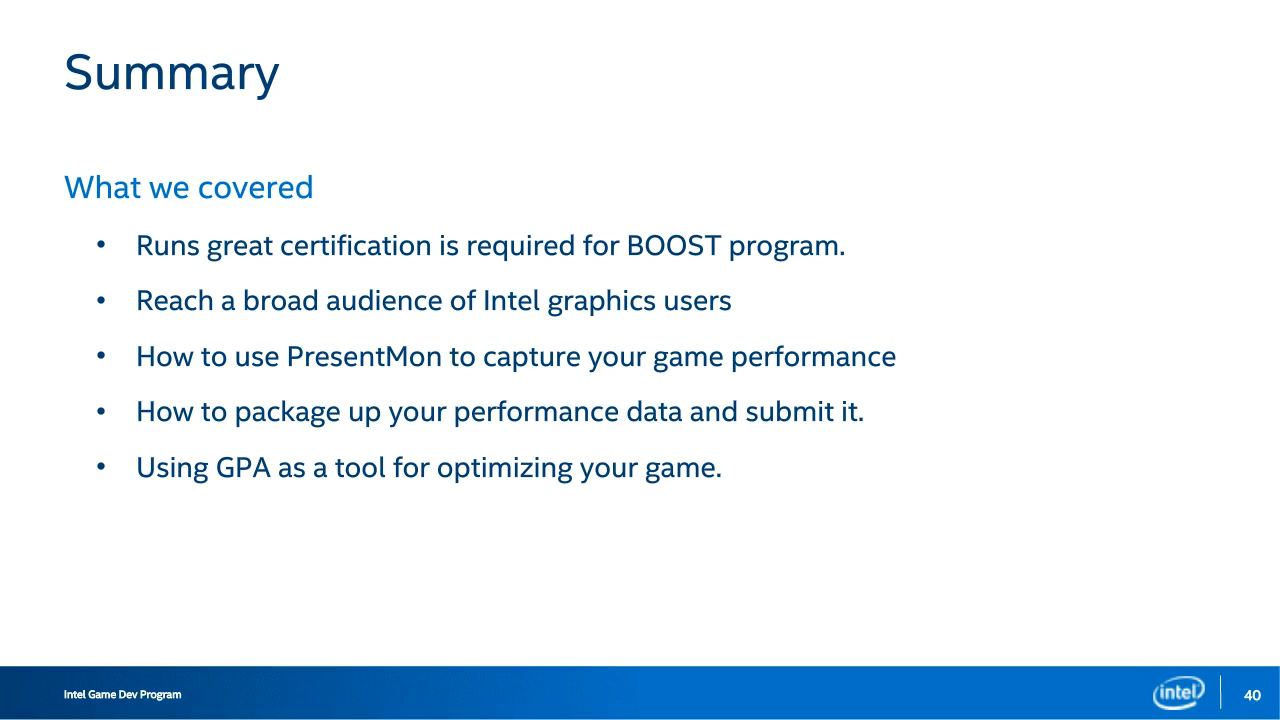 Summary
What we covered
• Runs great certification is required for BOOST program.
• Reach a broad audience of Intel graphics users
• How to use PresentMon to capture your game performance
• How to package up your performance data and submit it.
• Using GPA as a tool for optimizing your game.
Intel Game Dev Program
intel
40